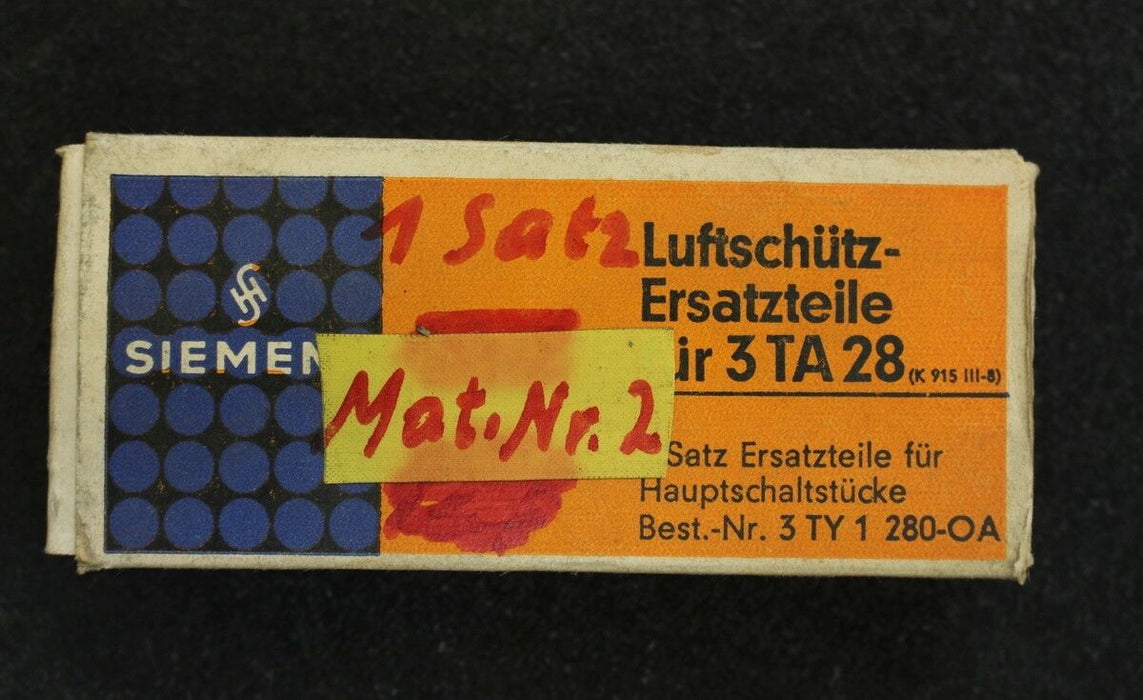 SIEMEN
1 Satz
Mat.Nr. 2
Luftschütz-
Ersatzteile
ür 3 TA 28 (K 915 III-8)
Satz Ersatzteile für
Hauptschaltstücke
Best.-Nr. 3 TY 1 280-OA